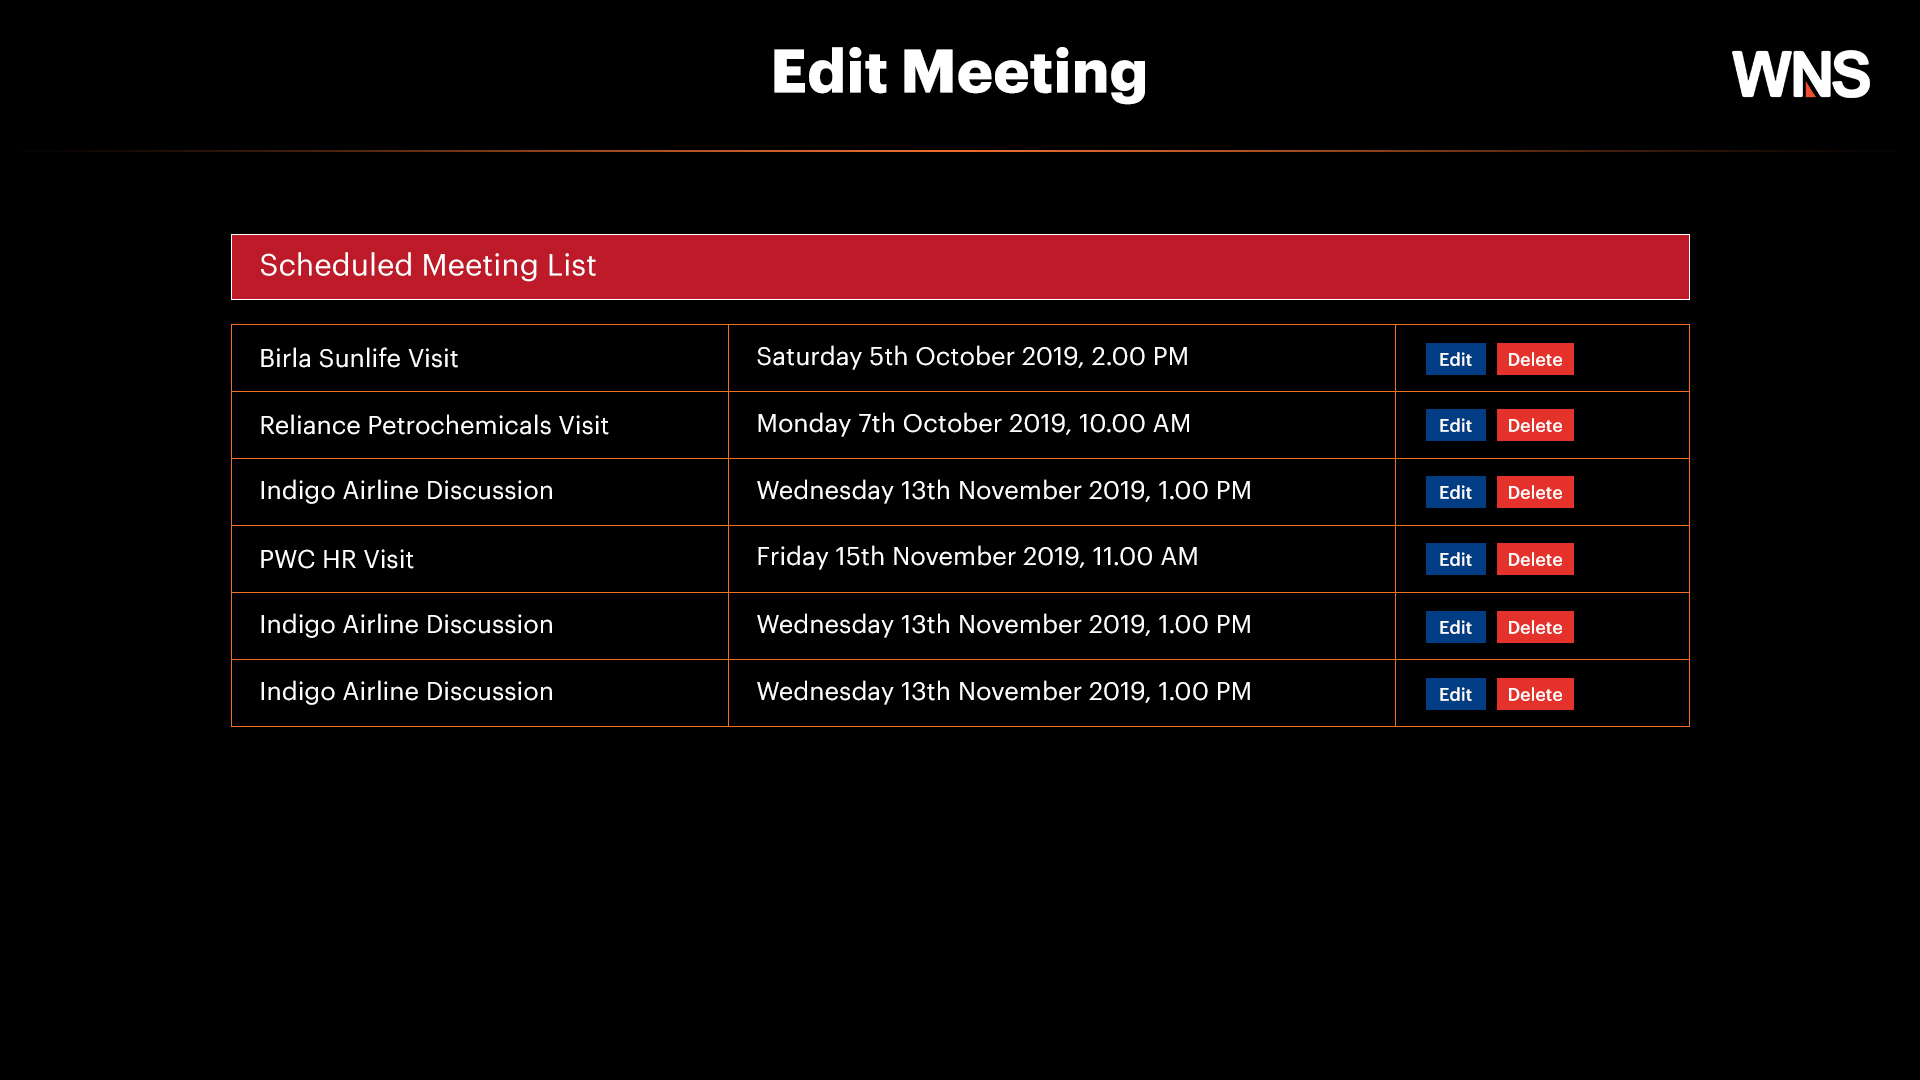 Edit Meeting
WNS
Scheduled Meeting List
Birla Sunlife Visit
Saturday 5th October 2019, 2.00 PM
Edit
Delete
Reliance Petrochemicals Visit
Monday 7th October 2019, 10.00 AM
Edit
Delete
Indigo Airline Discussion
Wednesday 13th November 2019, 1.00 PM
Edit
Delete
PWC HR Visit
Friday 15th November 2019, 11.00 AM
Edit
Delete
Indigo Airline Discussion
Wednesday 13th November 2019, 1.00 PM
Edit
Delete
Indigo Airline Discussion
Wednesday 13th November 2019, 1.00 PM
Edit
Delete